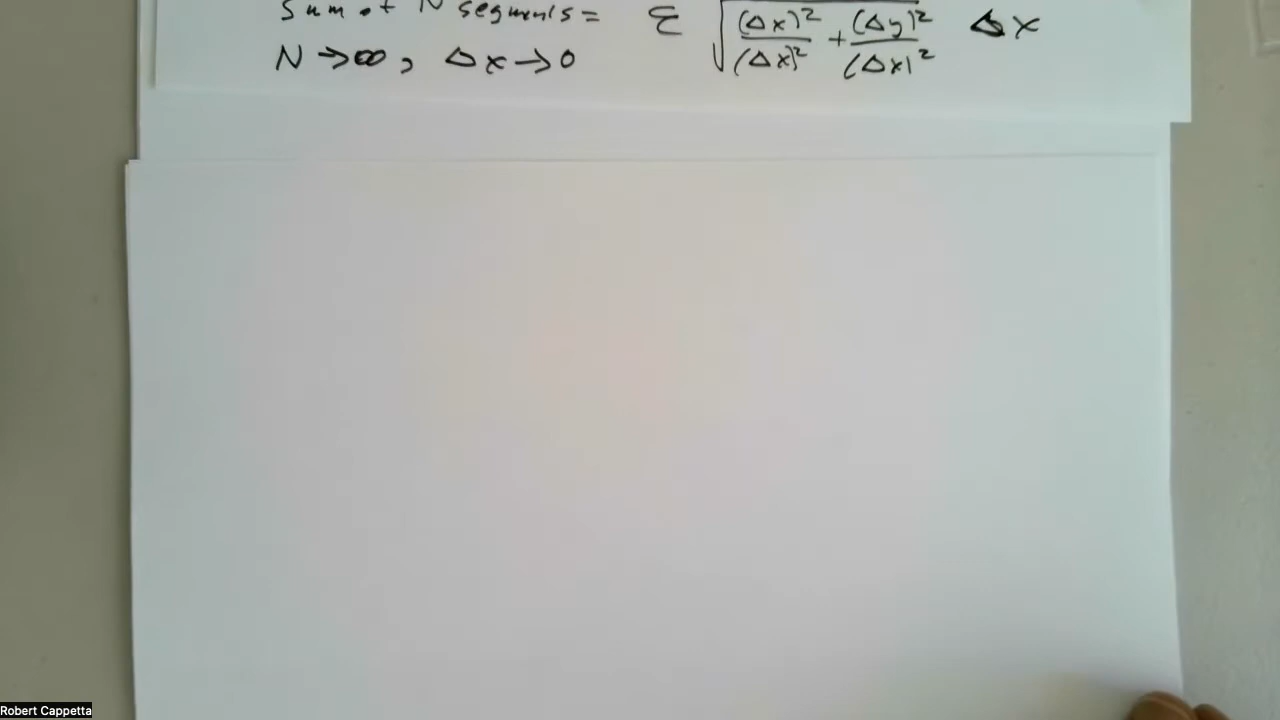 Sum of N segments = Σ √((Δx)²/(Δx)² + (Δy)²/(Δx)²) Δx
N → ∞, Δx → 0
Robert Cappetta